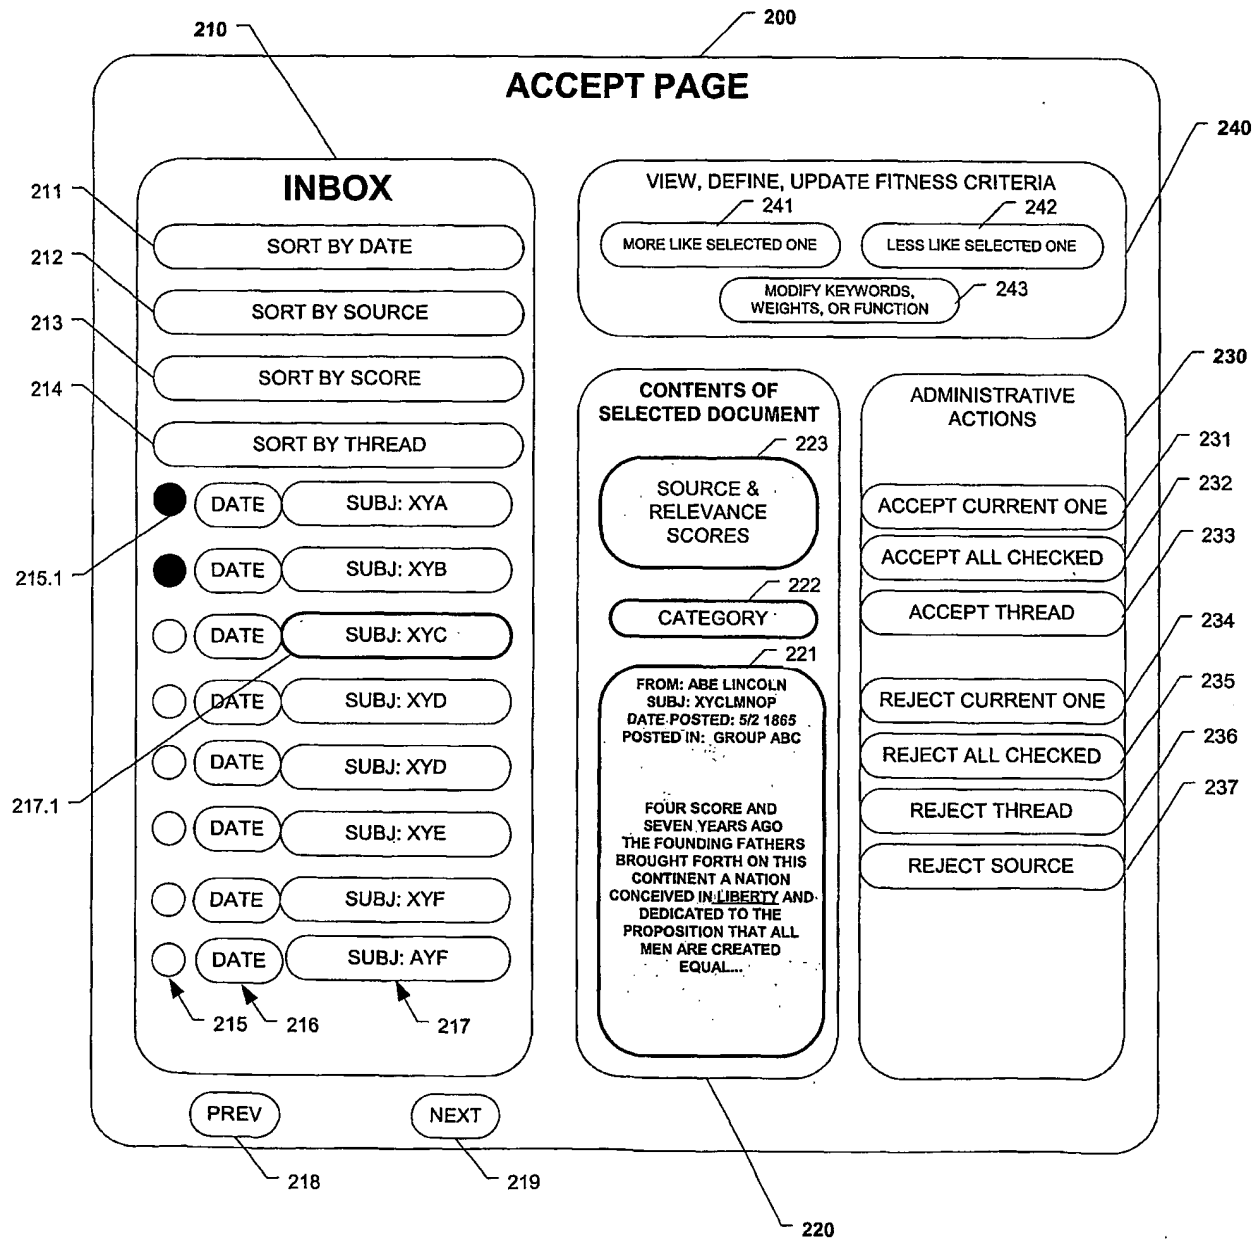 200
210
ACCEPT PAGE
240
INBOX
VIEW, DEFINE, UPDATE FITNESS CRITERIA
211
241
242
SORT BY DATE
MORE LIKE SELECTED ONE
LESS LIKE SELECTED ONE
212
243
SORT BY SOURCE
MODIFY KEYWORDS,
WEIGHTS, OR FUNCTION
213
SORT BY SCORE
214
SORT BY THREAD
230
CONTENTS OF
SELECTED DOCUMENT
ADMINISTRATIVE
ACTIONS
223
231
SOURCE &
RELEVANCE
SCORES
DATE
SUBJ: XYA
ACCEPT CURRENT ONE
232
215.1
DATE
SUBJ: XYB
ACCEPT ALL CHECKED
233
222
CATEGORY
ACCEPT THREAD
DATE
SUBJ: XYC
234
221
FROM: ABE LINCOLN
SUBJ: XYCLMNOP
DATE POSTED: 5/2 1865
POSTED IN: GROUP ABC
DATE
SUBJ: XYD
REJECT CURRENT ONE
235
DATE
SUBJ: XYD
REJECT ALL CHECKED
236
217.1
REJECT THREAD
237
DATE
SUBJ: XYE
REJECT SOURCE
FOUR SCORE AND
SEVEN YEARS AGO
THE FOUNDING FATHERS
BROUGHT FORTH ON THIS
CONTINENT A NATION
CONCEIVED IN LIBERTY AND
DEDICATED TO THE
PROPOSITION THAT ALL
MEN ARE CREATED
EQUAL...
DATE
SUBJ: XYF
DATE
SUBJ: AYF
215
216
217
PREV
NEXT
218
219
220